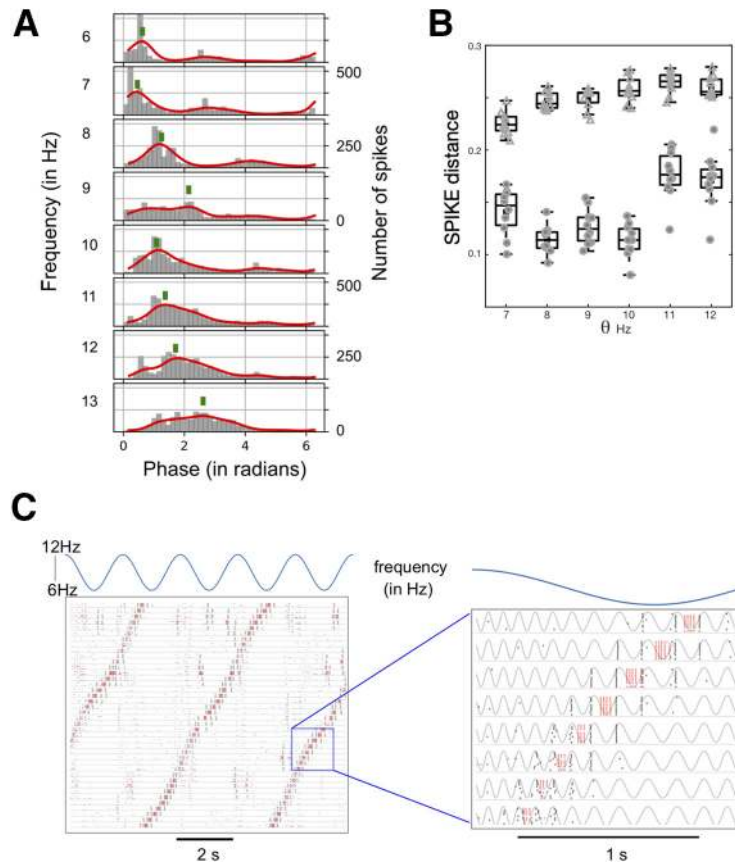 A
6
7
8
9
10
11
12
13
Frequency (in Hz)
500
250
0
500
250
0
Number of spikes
0
2
4
6
Phase (in radians)
B
0.3
0.2
0.1
SPIKE distance
7
8
9
10
11
12
θ Hz
C
12Hz
6Hz
frequency
(in Hz)
2 s
1 s